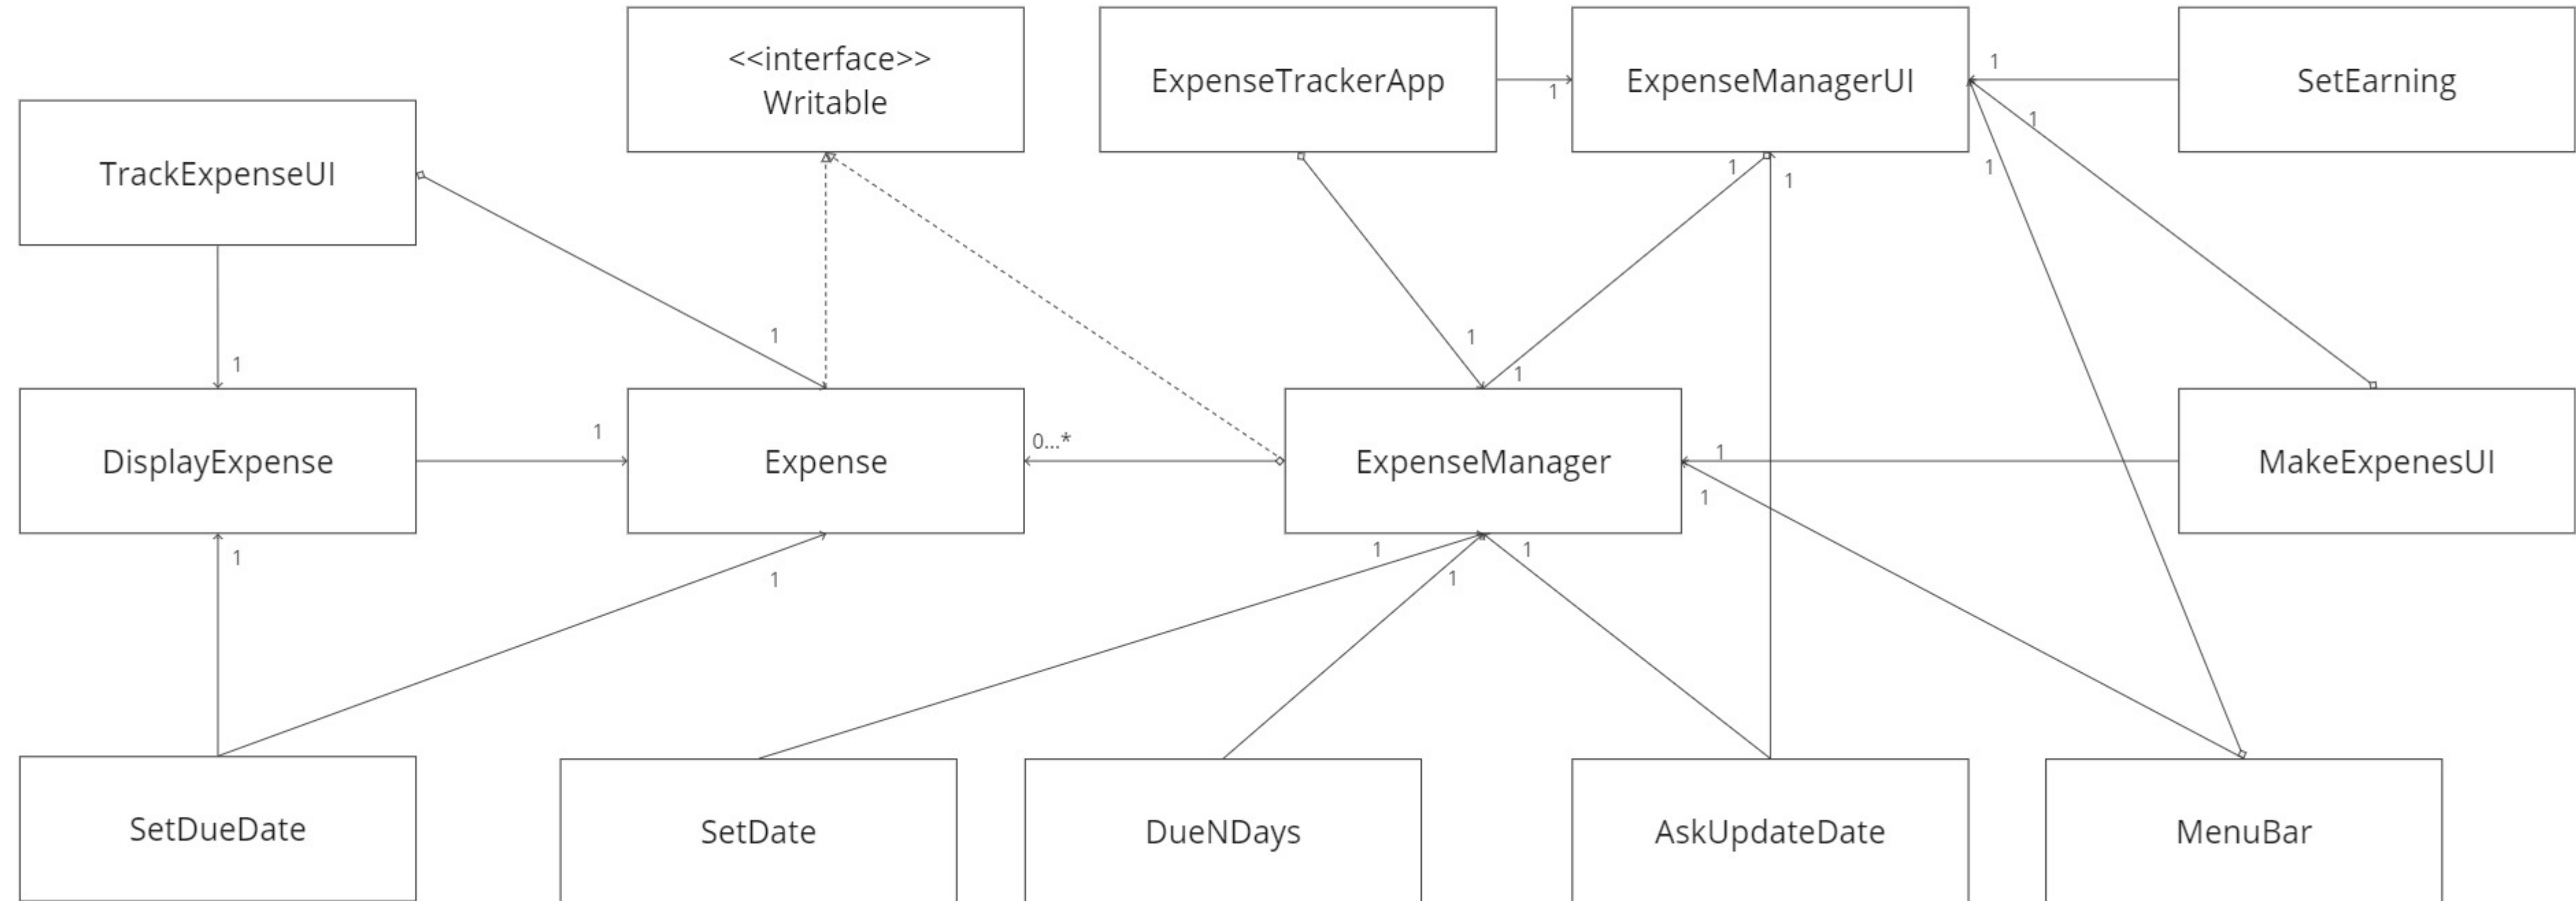 <<interface>>
Writable
ExpenseTrackerApp
1
ExpenseManagerUI
1
SetEarning
TrackExpenseUI
1
1
1
1
1
1
1
1
DisplayExpense
1
Expense
0...*
ExpenseManager
1
1
MakeExpenesUI
1
1
1
1
1
SetDueDate
SetDate
DueNDays
AskUpdateDate
MenuBar